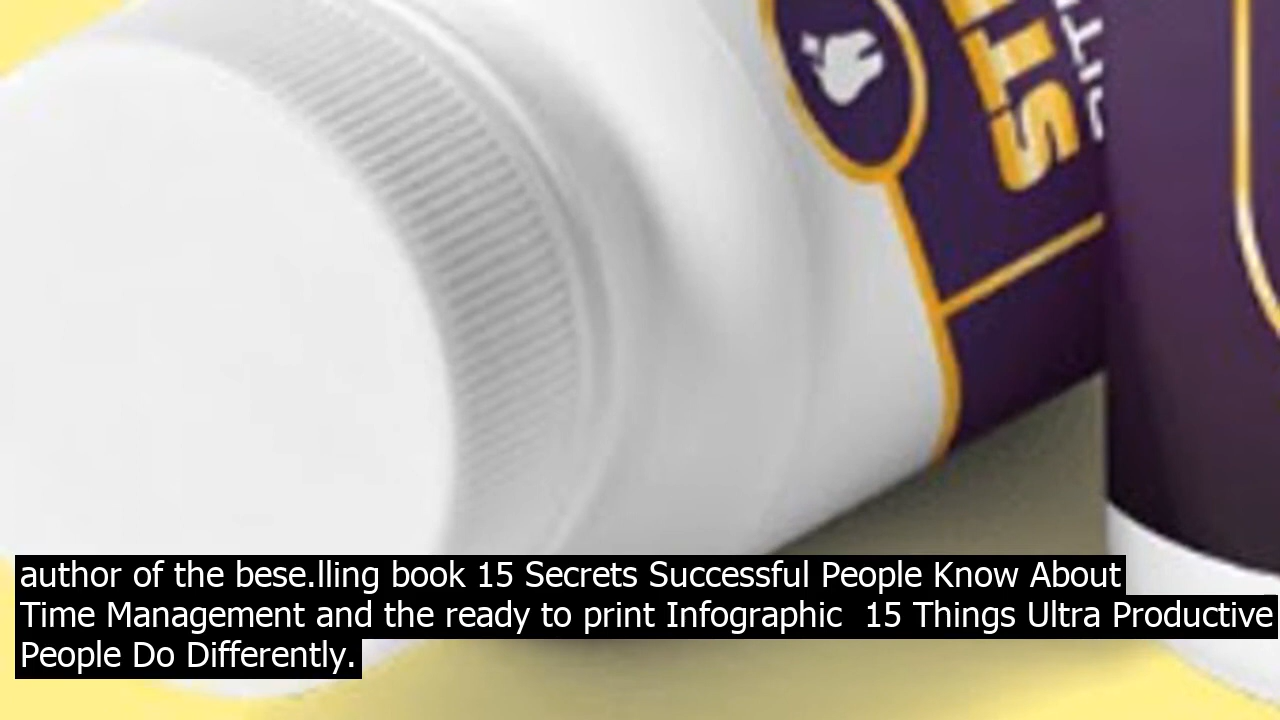 author of the bese.lling book 15 Secrets Successful People Know About
Time Management and the ready to print Infographic  15 Things Ultra Productive
People Do Differently.